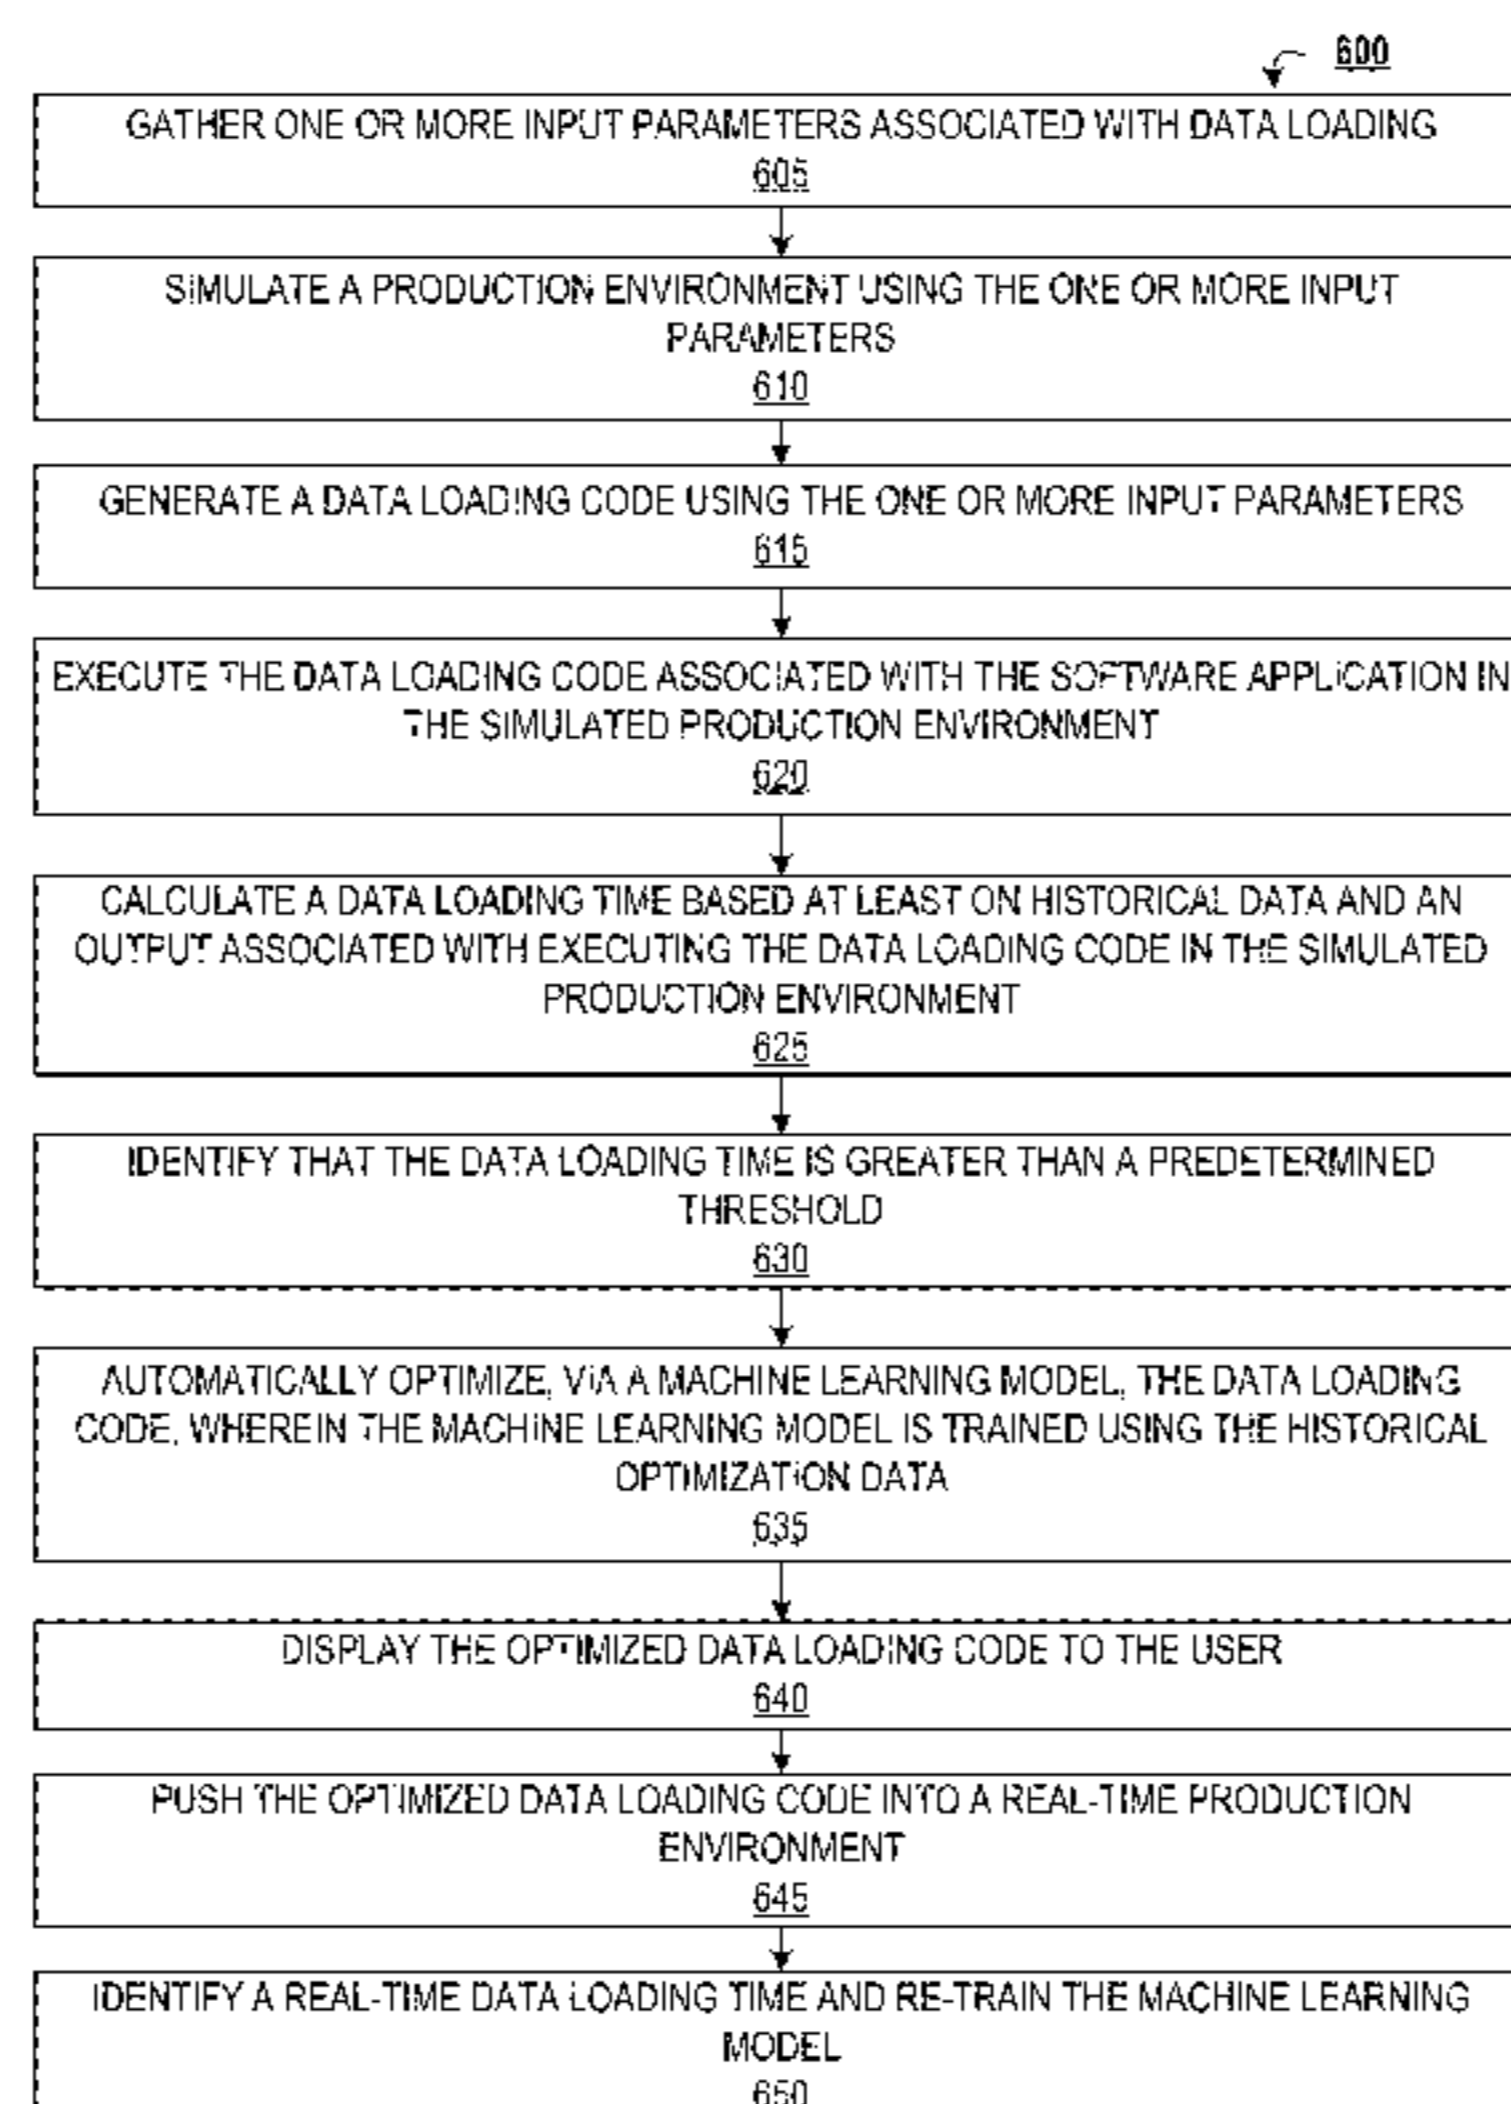 600
GATHER ONE OR MORE INPUT PARAMETERS ASSOCIATED WITH DATA LOADING
605
SIMULATE A PRODUCTION ENVIRONMENT USING THE ONE OR MORE INPUT
PARAMETERS
610
GENERATE A DATA LOADING CODE USING THE ONE OR MORE INPUT PARAMETERS
615
EXECUTE THE DATA LOADING CODE ASSOCIATED WITH THE SOFTWARE APPLICATION IN
THE SIMULATED PRODUCTION ENVIRONMENT
620
CALCULATE A DATA LOADING TIME BASED AT LEAST ON HISTORICAL DATA AND AN
OUTPUT ASSOCIATED WITH EXECUTING THE DATA LOADING CODE IN THE SIMULATED
PRODUCTION ENVIRONMENT
625
IDENTIFY THAT THE DATA LOADING TIME IS GREATER THAN A PREDETERMINED
THRESHOLD
630
AUTOMATICALLY OPTIMIZE, VIA A MACHINE LEARNING MODEL, THE DATA LOADING
CODE, WHEREIN THE MACHINE LEARNING MODEL IS TRAINED USING THE HISTORICAL
OPTIMIZATION DATA
635
DISPLAY THE OPTIMIZED DATA LOADING CODE TO THE USER
640
PUSH THE OPTIMIZED DATA LOADING CODE INTO A REAL-TIME PRODUCTION
ENVIRONMENT
645
IDENTIFY A REAL-TIME DATA LOADING TIME AND RE-TRAIN THE MACHINE LEARNING
MODEL
650